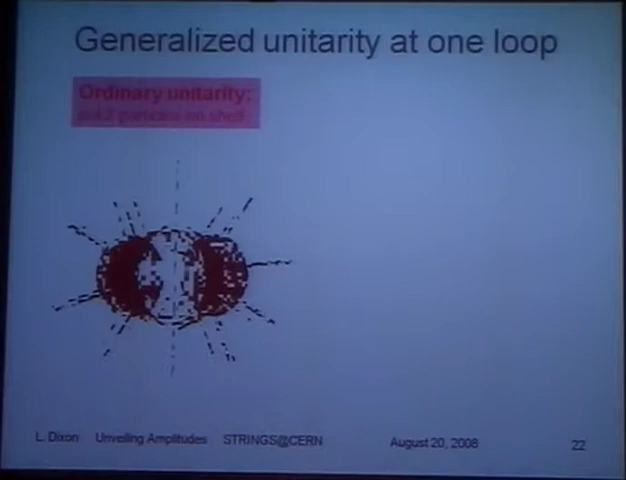 Generalized unitarity at one loop
Ordinary unitarity:
put 2 particles on shell
L. Dixon Unveiling Amplitudes STRINGS@CERN August 20, 2008 22